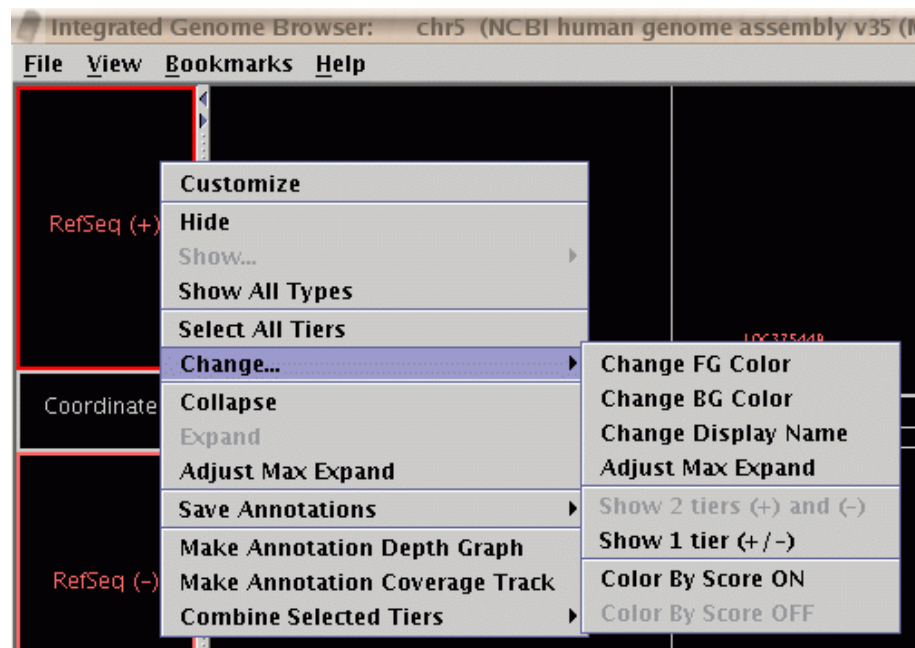 Integrated Genome Browser: chr5 (NCBI human genome assembly v35 (
File View Bookmarks Help
RefSeq (+)
Customize
Hide
Show...
Show All Types
Select All Tiers
Change...
Collapse
Expand
Adjust Max Expand
Save Annotations
Make Annotation Depth Graph
Make Annotation Coverage Track
Combine Selected Tiers
LOC375449
Change FG Color
Change BG Color
Change Display Name
Adjust Max Expand
Show 2 tiers (+) and (-)
Show 1 tier (+/-)
Color By Score ON
Color By Score OFF
Coordinate
RefSeq (-)